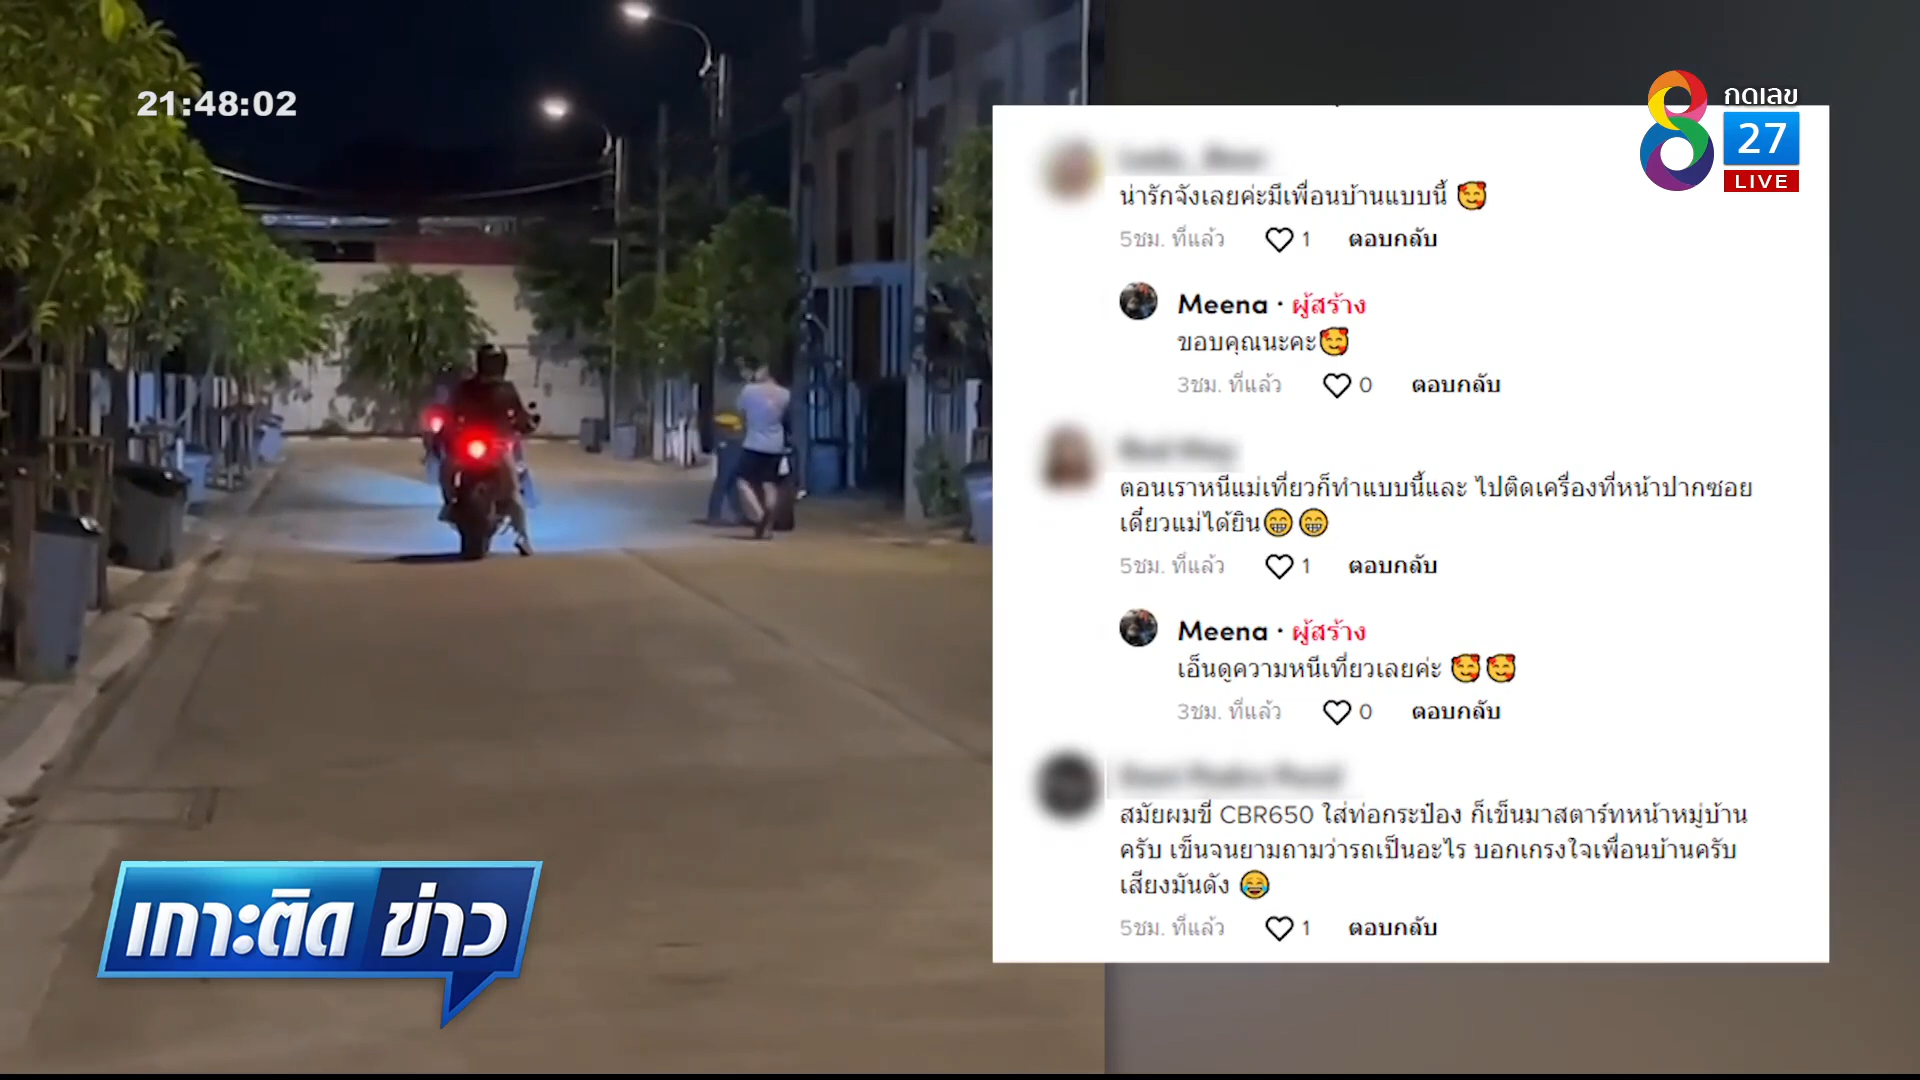 21:48:02
กดเลข
27
LIVE
น่ารักจังเลยค่ะมีเพื่อนบ้านแบบนี้ 🥰
5ชม. ที่แล้ว 1 ตอบกลับ
Meena · ผู้สร้าง
ขอบคุณนะคะ🥰
3ชม. ที่แล้ว 0 ตอบกลับ
ตอนเราหนีแม่เที่ยวก็ทำแบบนี้และ ไปติดเครื่องที่หน้าปากซอย
เดี๋ยวแม่ได้ยิน😁😁
5ชม. ที่แล้ว 1 ตอบกลับ
Meena · ผู้สร้าง
เอ็นดูความหนีเที่ยวเลยค่ะ 🥰🥰
3ชม. ที่แล้ว 0 ตอบกลับ
สมัยผมขี่ CBR650 ใส่ท่อกระป๋อง ก็เข็นมาสตาร์ทหน้าหมู่บ้าน
ครับ เข็นจนยามถามว่ารถเป็นอะไร บอกเกรงใจเพื่อนบ้านครับ
เสียงมันดัง 😂
5ชม. ที่แล้ว 1 ตอบกลับ
เกาะติด ข่าว